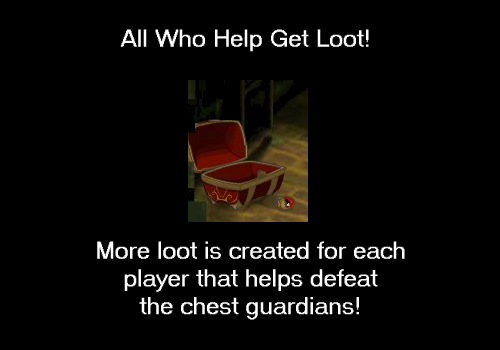 All Who Help Get Loot!
More loot is created for each
player that helps defeat
the chest guardians!